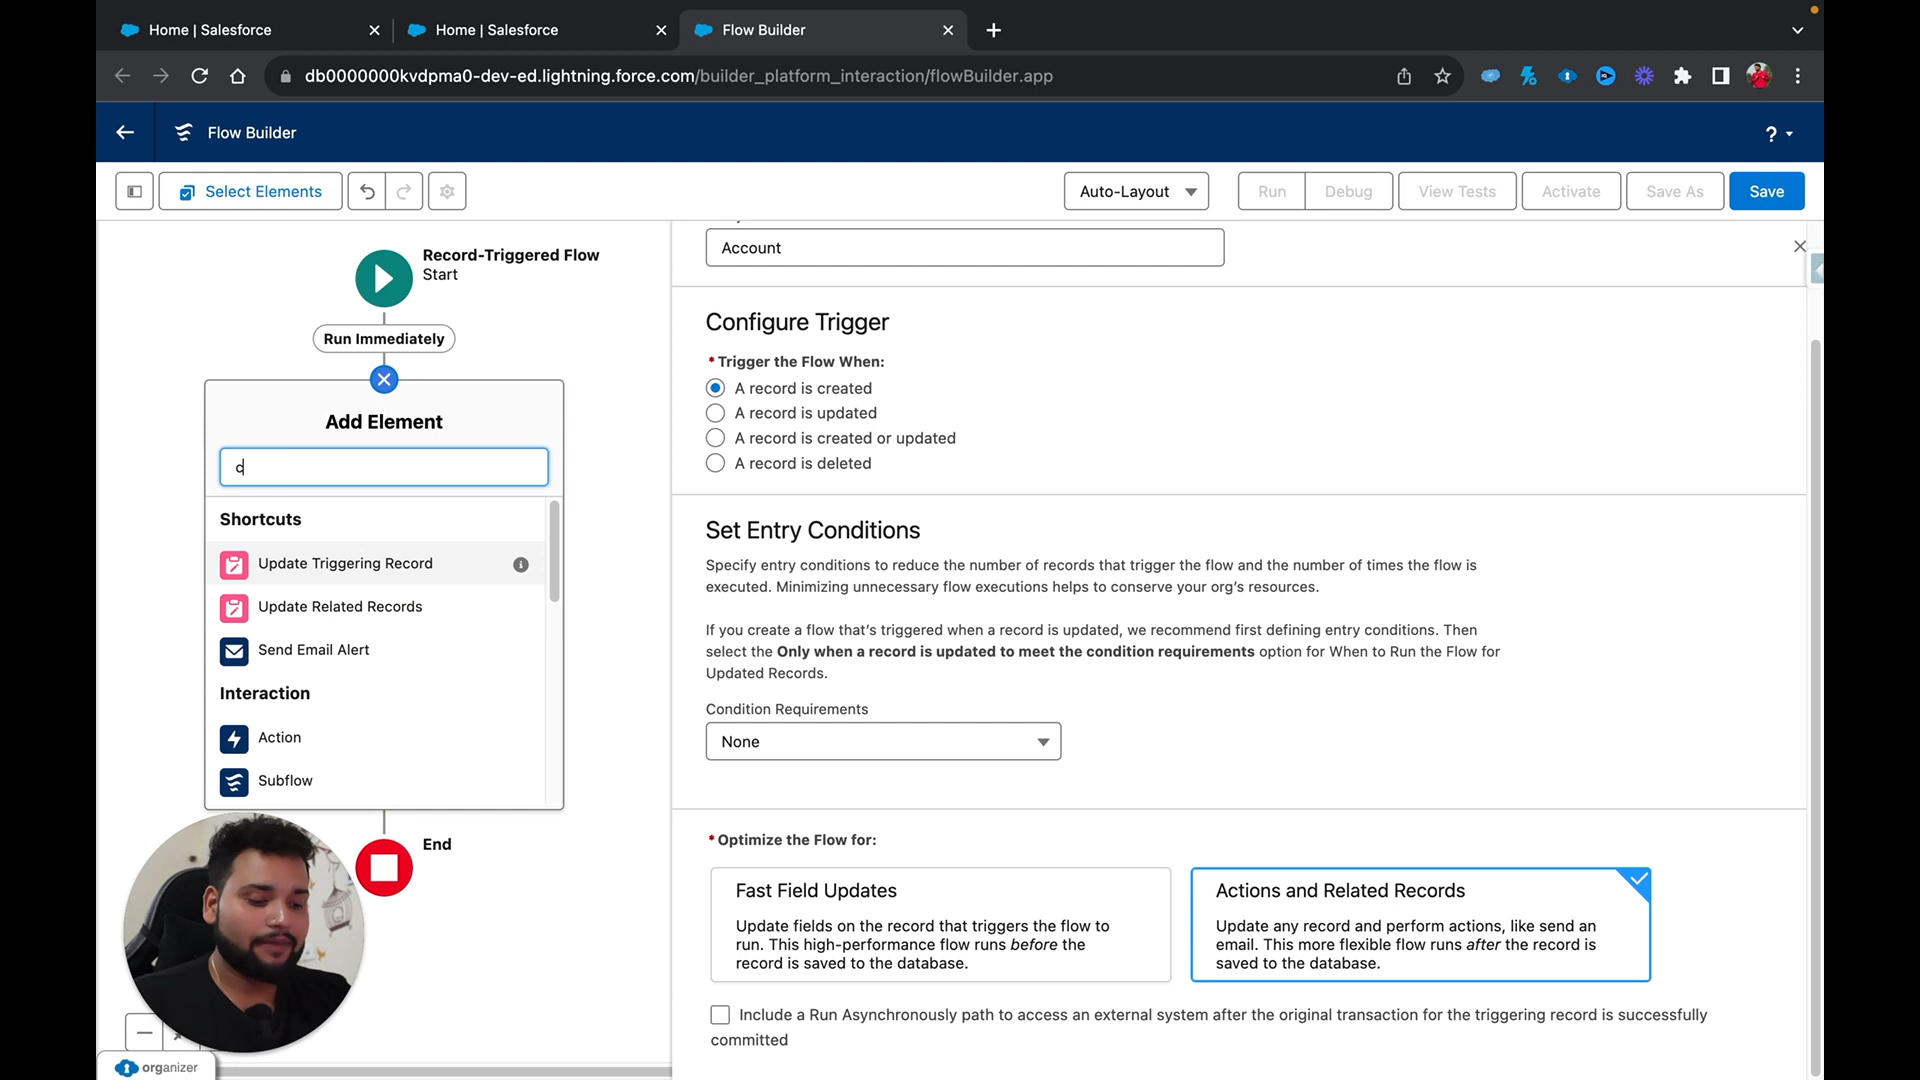 Home | Salesforce
Home | Salesforce
Flow Builder
db0000000kvdpma0-dev-ed.lightning.force.com/builder_platform_interaction/flowBuilder.app
Flow Builder
?
Select Elements
Auto-Layout
Run
Debug
View Tests
Activate
Save As
Save
Record-Triggered Flow
Start
Run Immediately
Add Element
c
Shortcuts
Update Triggering Record
Update Related Records
Send Email Alert
Interaction
Action
Subflow
End
organizer
Account
Configure Trigger
* Trigger the Flow When:
A record is created
A record is updated
A record is created or updated
A record is deleted
Set Entry Conditions
Specify entry conditions to reduce the number of records that trigger the flow and the number of times the flow is
executed. Minimizing unnecessary flow executions helps to conserve your org's resources.
If you create a flow that's triggered when a record is updated, we recommend first defining entry conditions. Then
select the Only when a record is updated to meet the condition requirements option for When to Run the Flow for
Updated Records.
Condition Requirements
None
* Optimize the Flow for:
Fast Field Updates
Update fields on the record that triggers the flow to
run. This high-performance flow runs before the
record is saved to the database.
Actions and Related Records
Update any record and perform actions, like send an
email. This more flexible flow runs after the record is
saved to the database.
Include a Run Asynchronously path to access an external system after the original transaction for the triggering record is successfully
committed